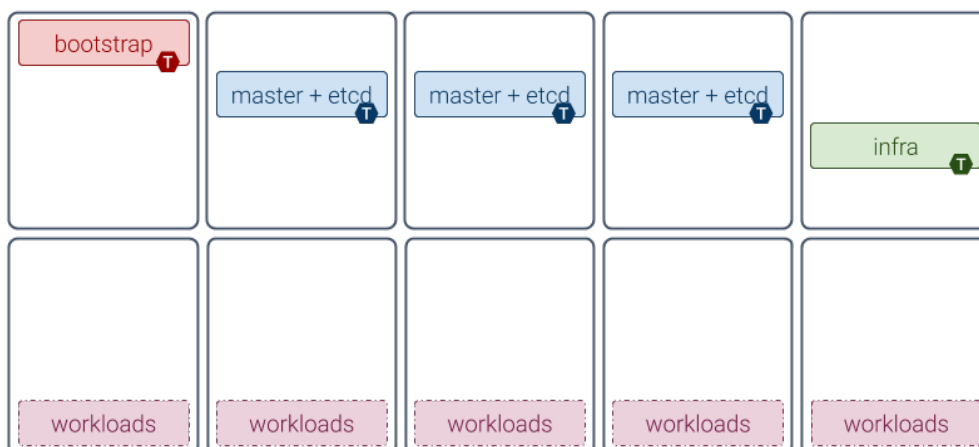 bootstrap
T
master + etcd
T
master + etcd
T
master + etcd
T
infra
T
workloads
workloads
workloads
workloads
workloads